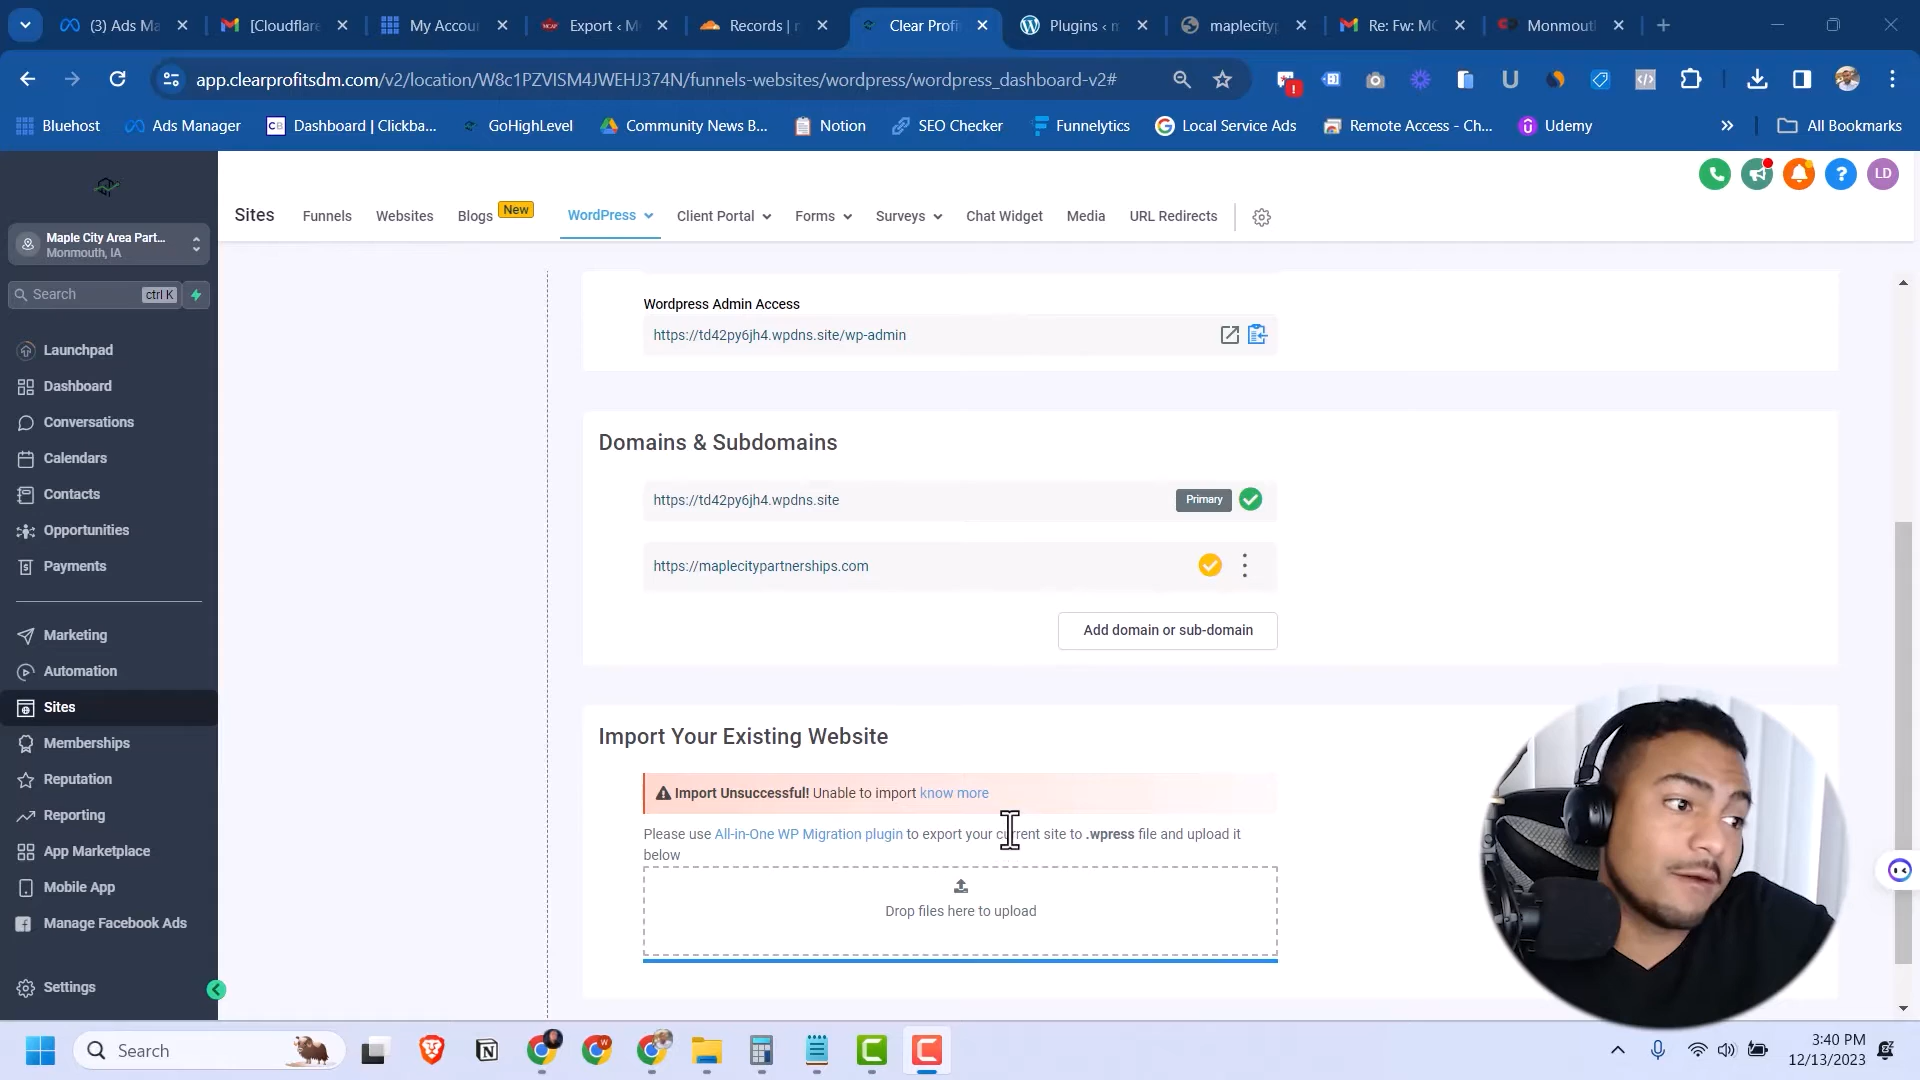 (3) Ads Ma
[Cloudflare
My Accou
Export ‹ M
Records | r
Clear Profi
Plugins ‹ m
maplecityp
Re: Fw: MC
Monmout
app.clearprofitsdm.com/v2/location/W8c1PZVISM4JWEHJ374N/funnels-websites/wordpress/wordpress_dashboard-v2#
Bluehost
Ads Manager
Dashboard | Clickba...
GoHighLevel
Community News B...
Notion
SEO Checker
Funnelytics
Local Service Ads
Remote Access - Ch...
Udemy
All Bookmarks
LD
Sites
Funnels
Websites
Blogs
New
WordPress
Client Portal
Forms
Surveys
Chat Widget
Media
URL Redirects
Maple City Area Part...
Monmouth, IA
Search
ctrl K
Launchpad
Dashboard
Conversations
Calendars
Contacts
Opportunities
Payments
Marketing
Automation
Sites
Memberships
Reputation
Reporting
App Marketplace
Mobile App
Manage Facebook Ads
Settings
Wordpress Admin Access
https://td42py6jh4.wpdns.site/wp-admin
Domains & Subdomains
https://td42py6jh4.wpdns.site
Primary
https://maplecitypartnerships.com
Add domain or sub-domain
Import Your Existing Website
Import Unsuccessful! Unable to import know more
Please use All-in-One WP Migration plugin to export your current site to .wpress file and upload it
below
Drop files here to upload
Search
3:40 PM
12/13/2023